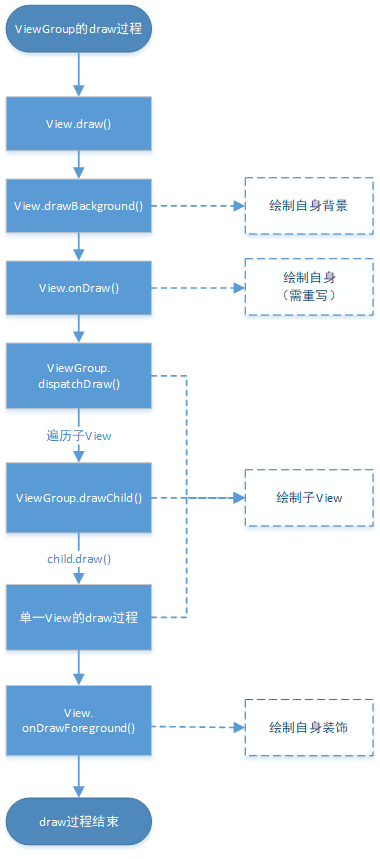 ViewGroup的draw过程
View.draw()
View.drawBackground()
绘制自身背景
View.onDraw()
绘制自身
（需重写）
ViewGroup.
dispatchDraw()
遍历子View
ViewGroup.drawChild()
绘制子View
child.draw()
单一View的draw过程
View.
onDrawForeground()
绘制自身装饰
draw过程结束